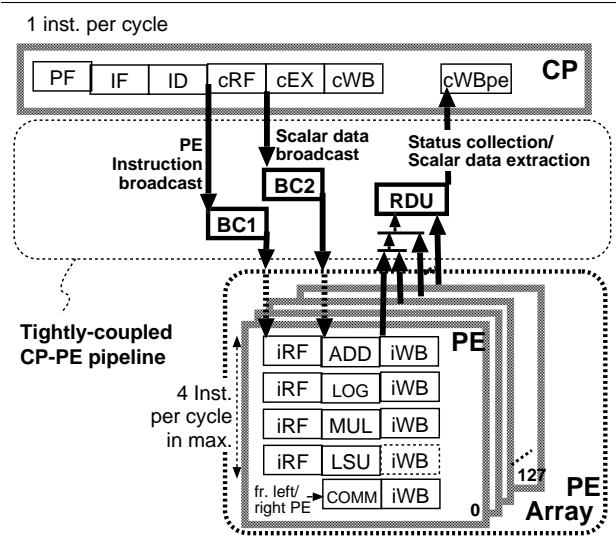 1 inst. per cycle
PF IF ID cRF cEX cWB cWBpe CP
PE
Instruction
broadcast
Scalar data
broadcast
Status collection/
Scalar data extraction
BC2
BC1
RDU
Tightly-coupled
CP-PE pipeline
PE
iRF ADD iWB
iRF LOG iWB
iRF MUL iWB
iRF LSU iWB
COMM iWB
4 Inst.
per cycle
in max.
fr. left/
right PE
0
127
PE
Array